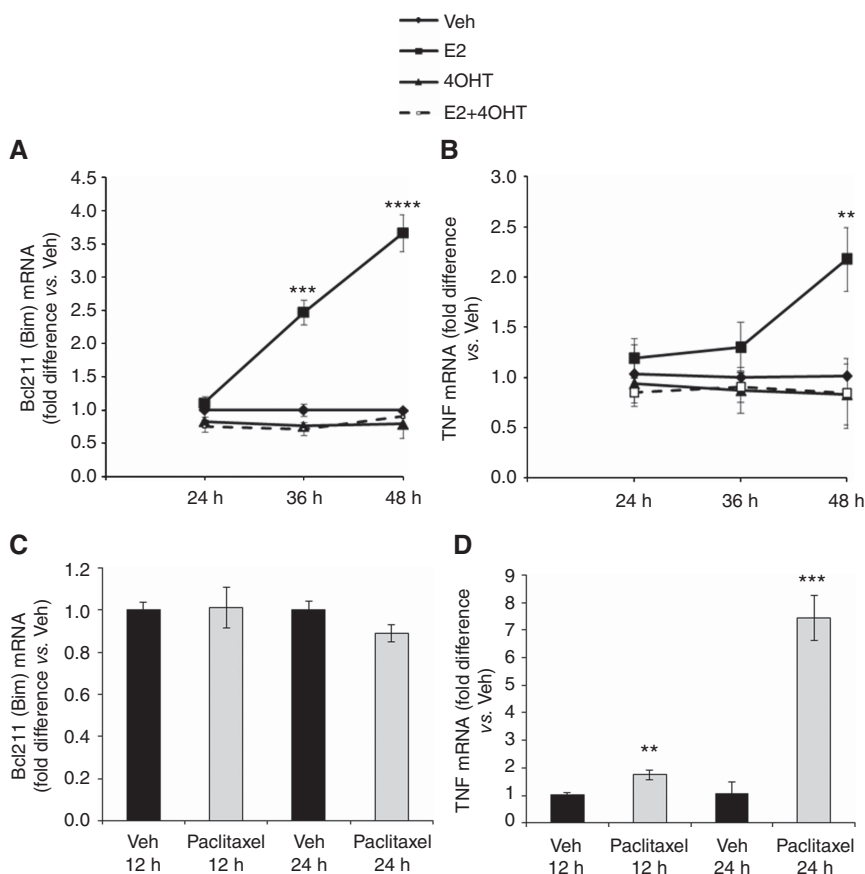 Veh
E2
4OHT
E2+4OHT
A
Bcl211 (Bim) mRNA
(fold difference vs. Veh)
4.5
4.0
3.5
3.0
2.5
2.0
1.5
1.0
0.5
0.0
***
****
24 h
36 h
48 h
B
TNF mRNA (fold difference
vs. Veh)
3.0
2.5
2.0
1.5
1.0
0.5
0.0
**
24 h
36 h
48 h
C
Bcl211 (Bim) mRNA
(fold difference vs. Veh)
1.2
1.0
0.8
0.6
0.4
0.2
0.0
Veh
12 h
Paclitaxel
12 h
Veh
24 h
Paclitaxel
24 h
D
TNF mRNA (fold difference
vs. Veh)
9
8
7
6
5
4
3
2
1
0
**
***
Veh
12 h
Paclitaxel
12 h
Veh
24 h
Paclitaxel
24 h